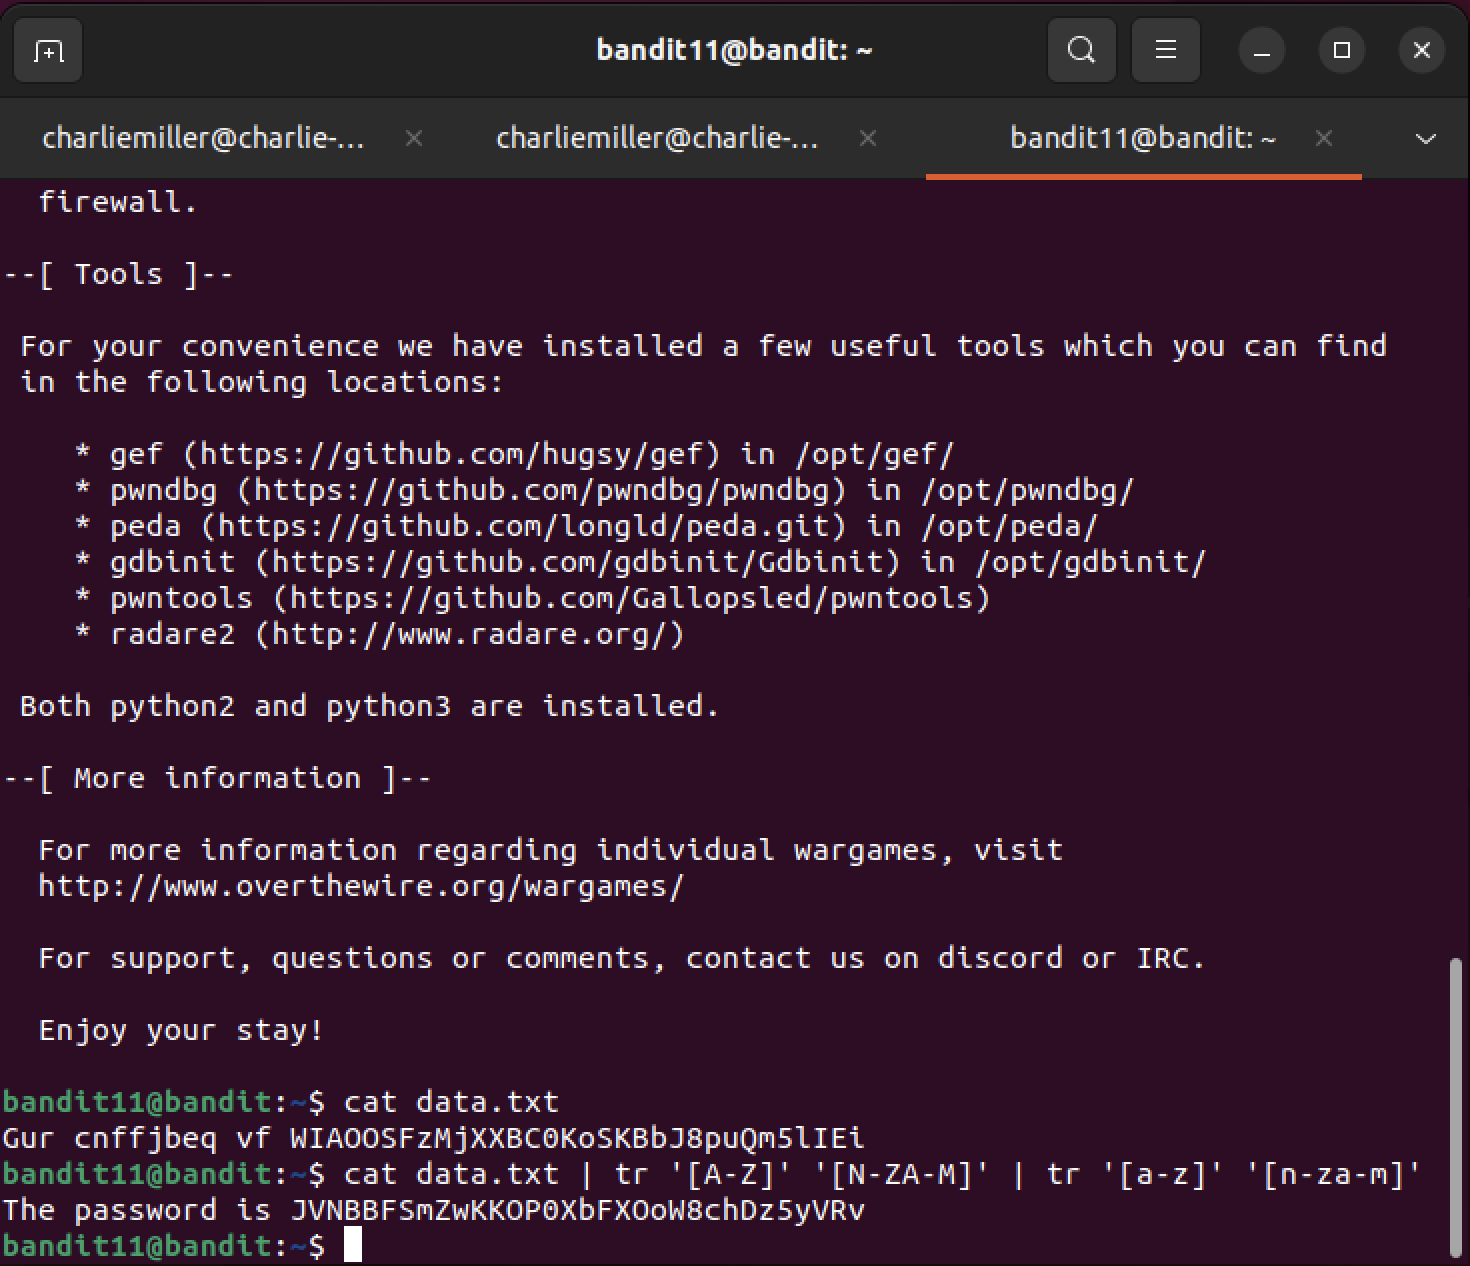 bandit11@bandit: ~
charliemiller@charlie-...
charliemiller@charlie-...
bandit11@bandit: ~
firewall.
--[ Tools ]--
For your convenience we have installed a few useful tools which you can find
in the following locations:
* gef (https://github.com/hugsy/gef) in /opt/gef/
* pwndbg (https://github.com/pwndbg/pwndbg) in /opt/pwndbg/
* peda (https://github.com/longld/peda.git) in /opt/peda/
* gdbinit (https://github.com/gdbinit/Gdbinit) in /opt/gdbinit/
* pwntools (https://github.com/Gallopsled/pwntools)
* radare2 (http://www.radare.org/)
Both python2 and python3 are installed.
--[ More information ]--
For more information regarding individual wargames, visit
http://www.overthewire.org/wargames/
For support, questions or comments, contact us on discord or IRC.
Enjoy your stay!
bandit11@bandit:~$ cat data.txt
Gur cnffjbeq vf WIAOOSFzMjXXBC0KoSKBbJ8puQm5lIEi
bandit11@bandit:~$ cat data.txt | tr '[A-Z]' '[N-ZA-M]' | tr '[a-z]' '[n-za-m]'
The password is JVNBBFSmZwKKOP0XbFXOoW8chDz5yVRv
bandit11@bandit:~$